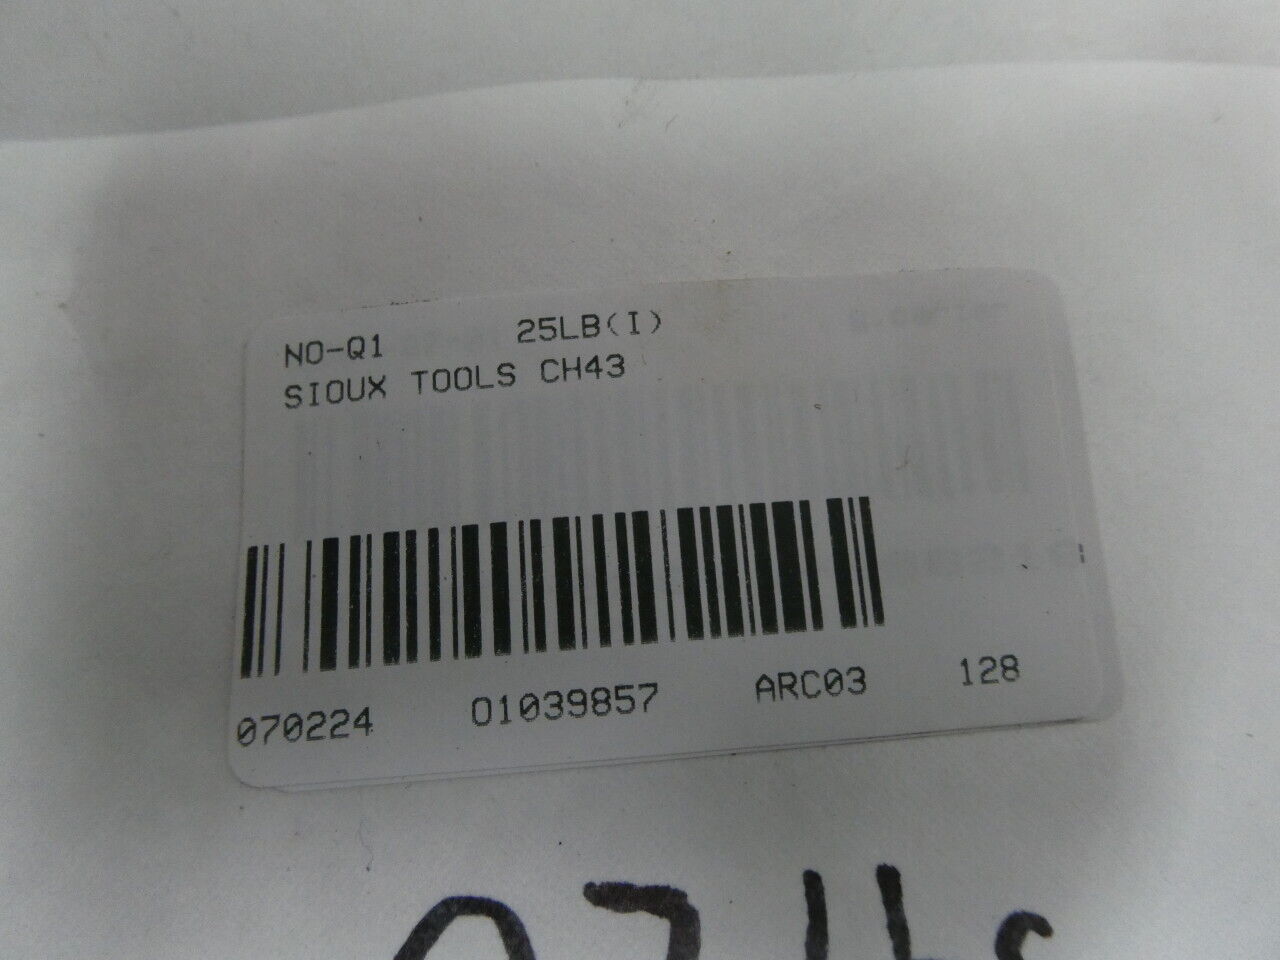 NO-Q1 25LB(I)
SIOUX TOOLS CH43
070224 01039857 ARC03 128